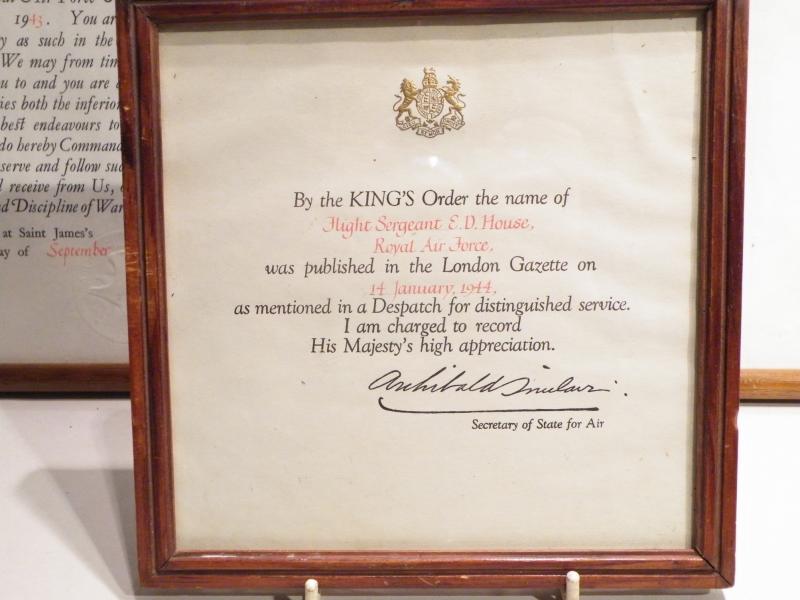 1943. You are
y as such in the
We may from tim
u to and you are
ies both the inferior
best endeavours to
do hereby Command
serve and follow suc
l receive from Us,
nd Discipline of War
at Saint James's
ay of September
By the KING'S Order the name of
Flight Sergeant E.D. House,
Royal Air Force,
was published in the London Gazette on
14 January, 1944,
as mentioned in a Despatch for distinguished service.
I am charged to record
His Majesty's high appreciation.
Archibald Sinclair.
Secretary of State for Air